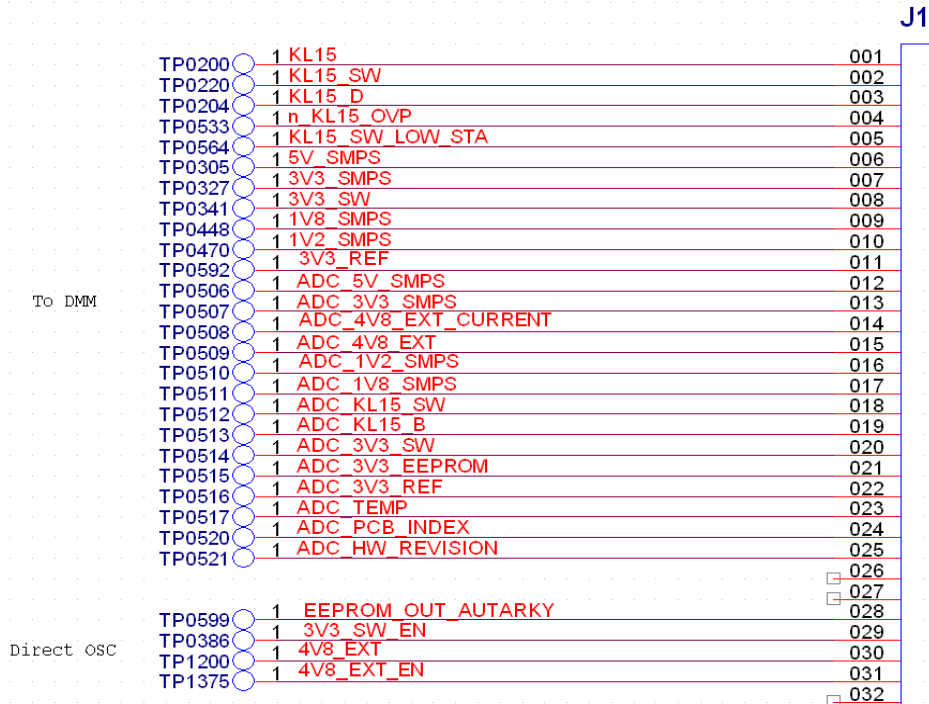 J1
TP0200 1 KL15 001
TP0220 1 KL15_SW 002
TP0204 1 KL15_D 003
TP0533 1 n_KL15_OVP 004
TP0564 1 KL15_SW_LOW_STA 005
TP0305 1 5V_SMPS 006
TP0327 1 3V3_SMPS 007
TP0341 1 3V3_SW 008
TP0448 1 1V8_SMPS 009
TP0470 1 1V2_SMPS 010
TP0592 1 3V3_REF 011
TP0506 1 ADC_5V_SMPS 012
To DMM TP0507 1 ADC_3V3_SMPS 013
TP0508 1 ADC_4V8_EXT_CURRENT 014
TP0509 1 ADC_4V8_EXT 015
TP0510 1 ADC_1V2_SMPS 016
TP0511 1 ADC_1V8_SMPS 017
TP0512 1 ADC_KL15_SW 018
TP0513 1 ADC_KL15_B 019
TP0514 1 ADC_3V3_SW 020
TP0515 1 ADC_3V3_EEPROM 021
TP0516 1 ADC_3V3_REF 022
TP0517 1 ADC_TEMP 023
TP0520 1 ADC_PCB_INDEX 024
TP0521 1 ADC_HW_REVISION 025
026
027
TP0599 1 EEPROM_OUT_AUTARKY 028
TP0386 1 3V3_SW_EN 029
Direct OSC TP1200 1 4V8_EXT 030
TP1375 1 4V8_EXT_EN 031
032